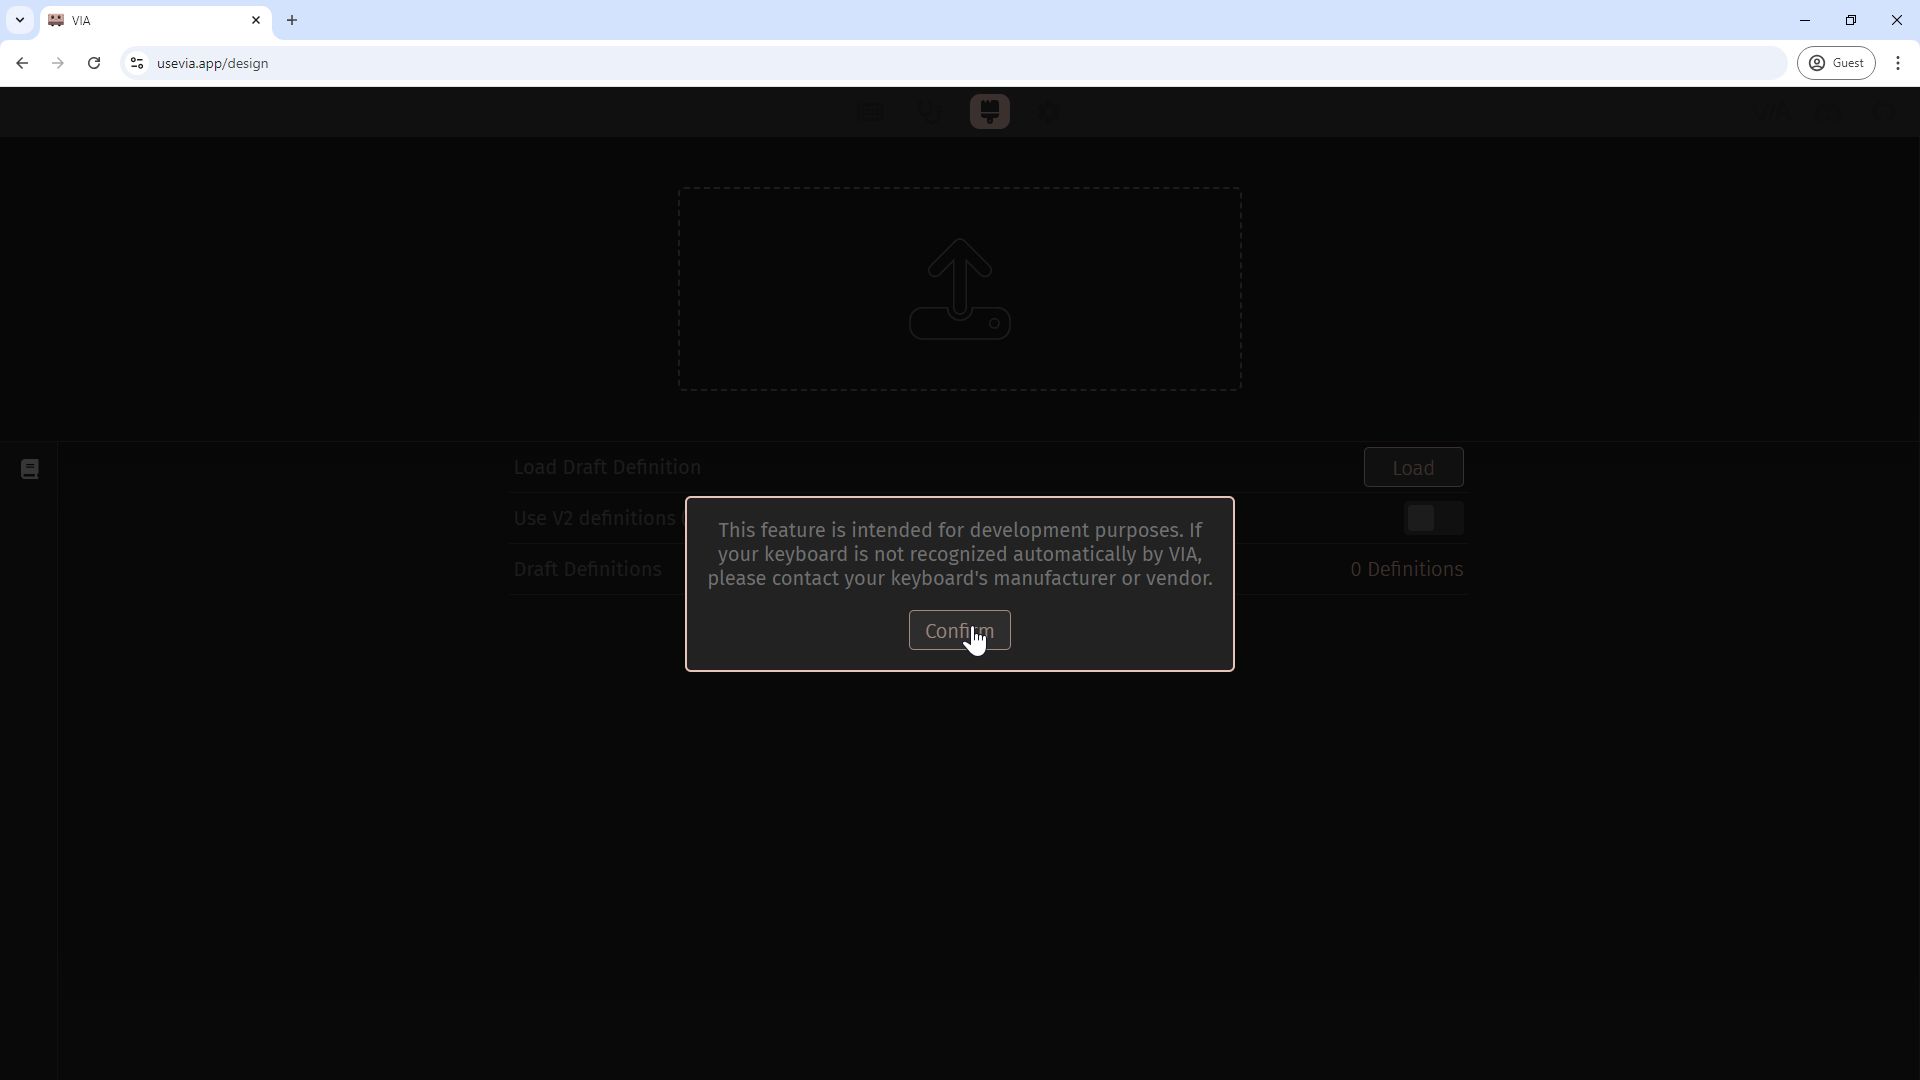 VIA
usevia.app/design
Guest
VIA
Load Draft Definition
Load
Use V2 definitions
This feature is intended for development purposes. If
your keyboard is not recognized automatically by VIA,
please contact your keyboard's manufacturer or vendor.
Draft Definitions
0 Definitions
Confirm